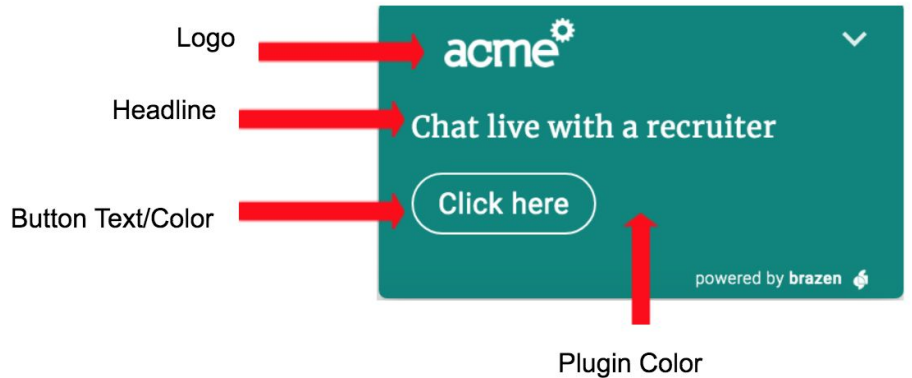 Logo
acme
Headline
Chat live with a recruiter
Button Text/Color
Click here
powered by brazen
Plugin Color